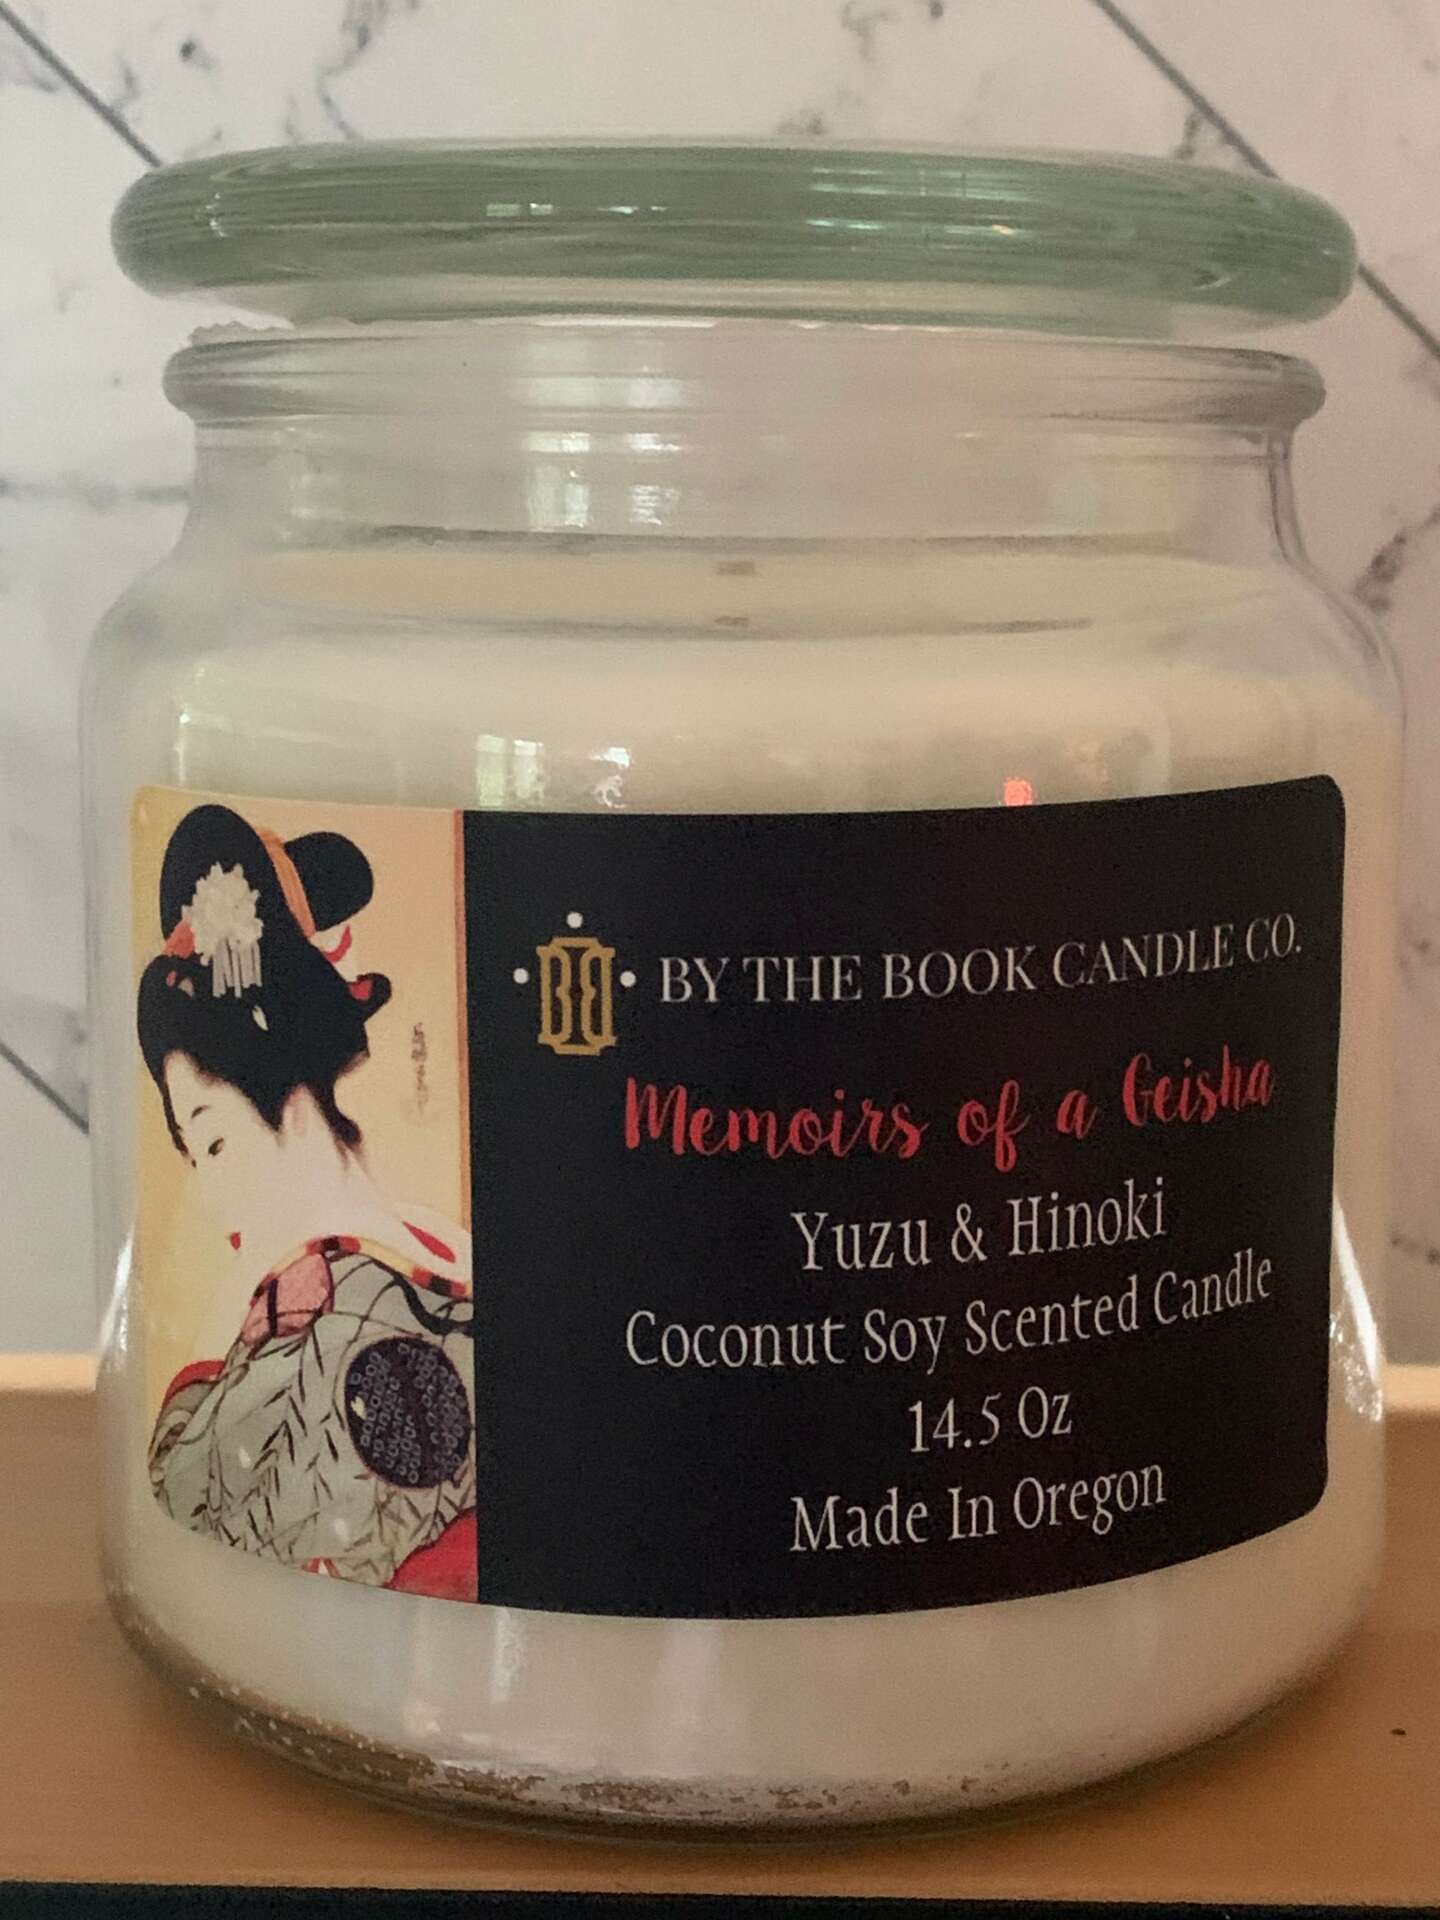 BB BY THE BOOK CANDLE CO.
Memoirs of a Geisha
Yuzu & Hinoki
Coconut Soy Scented Candle
14.5 Oz
Made In Oregon